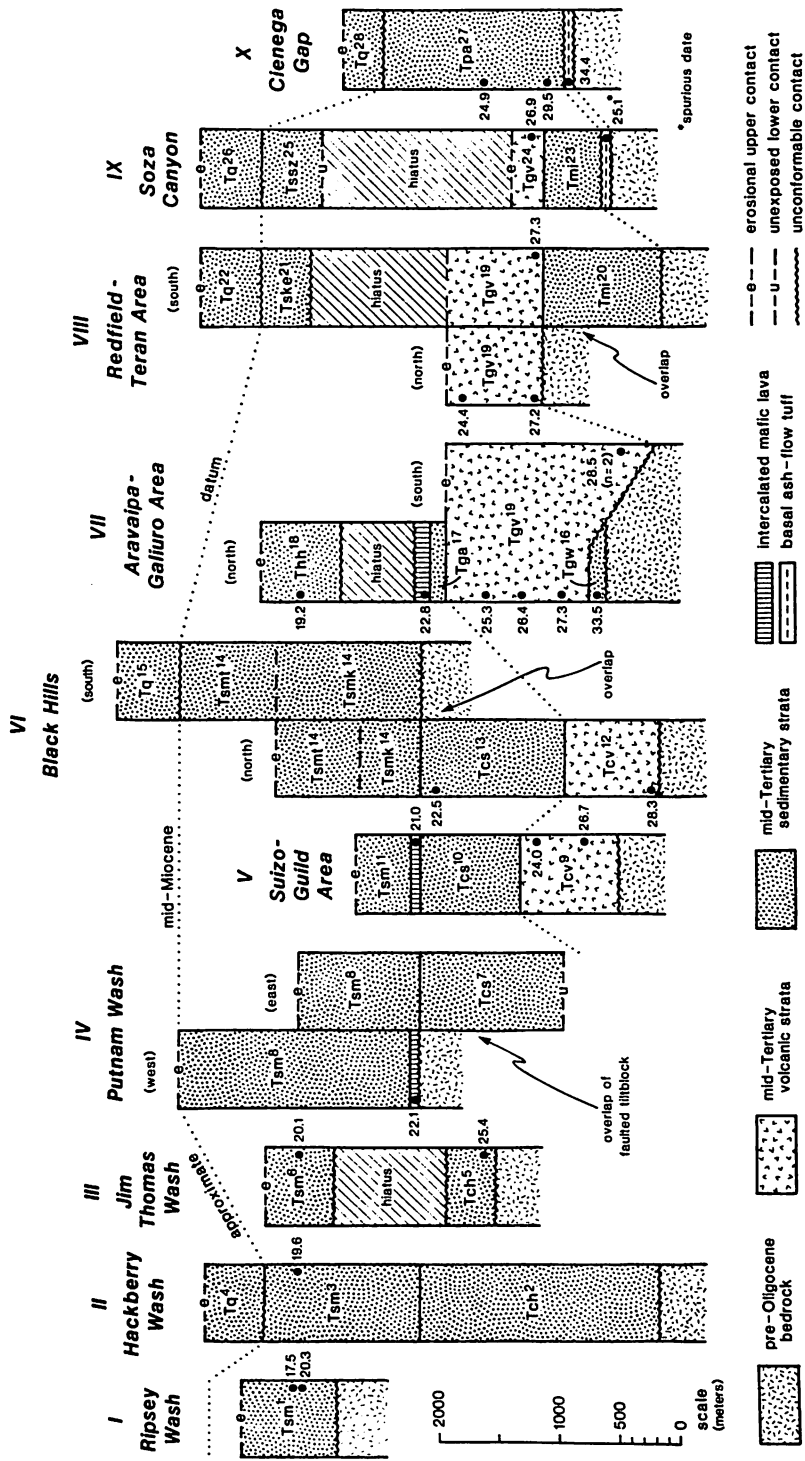 I
Ripsey
Wash
II
Hackberry
Wash
III
Jim
Thomas
Wash
IV
Putnam Wash
(west)
(east)
V
Suizo-
Guild
Area
VI
Black Hills
(north)
(south)
VII
Aravaipa-
Galiuro Area
(north)
(south)
VIII
Redfield-
Teran Area
(north)
(south)
IX
Soza
Canyon
X
Cienega
Gap
approximate
mid-Miocene
datum
e
Tsm1
17.5
20.3
e
Tq4
Tsm3
19.6
Tch2
e
Tsm6
20.1
hiatus
Tch5
25.4
e
Tsm8
22.1
e
Tsm8
Tcs7
u
overlap of
faulted tiltblock
e
Tsm11
21.0
Tcs10
24.0
Tcv9
26.7
e
Tsmt14
Tsmk14
22.5
Tcs13
Tcv12
28.3
e
Tq15
Tsmt14
Tsmk14
overlap
e
Thh18
19.2
hiatus
22.8
Tga17
e
Tgv19
25.3
26.4
27.3
33.5
Tgw16
28.5
(n=2)
e
24.4
Tgv19
27.2
e
Tq22
Tske21
hiatus
Tgv19
27.3
Tml20
overlap
e
Tq26
Tssz25
u
hiatus
e
Tgv24
26.9
Tml23
25.1*
e
Tq28
Tpa27
24.9
29.5
34.4
*spurious date
2000
1000
500
0
scale
(meters)
pre-Oligocene
bedrock
mid-Tertiary
volcanic strata
mid-Tertiary
sedimentary strata
intercalated mafic lava
basal ash-flow tuff
e erosional upper contact
u unexposed lower contact
unconformable contact